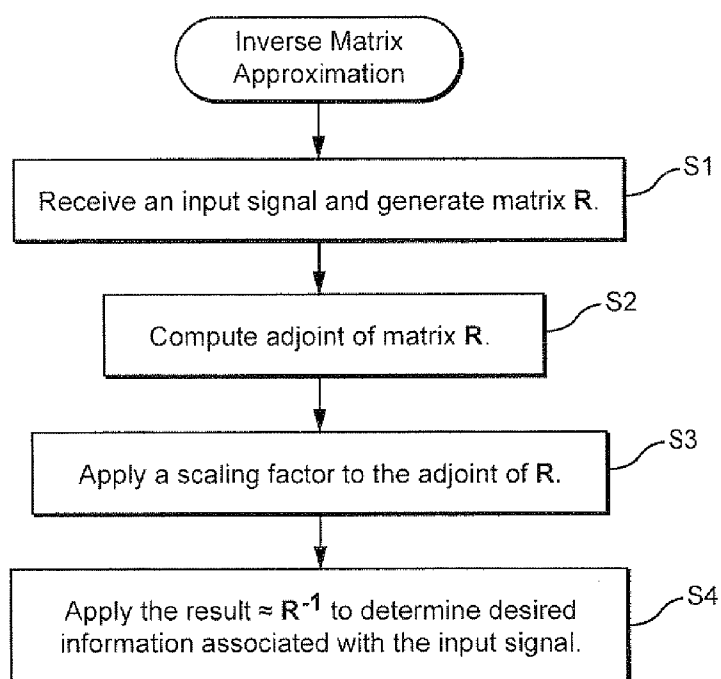 Inverse Matrix
Approximation
S1
Receive an input signal and generate matrix R.
S2
Compute adjoint of matrix R.
S3
Apply a scaling factor to the adjoint of R.
S4
Apply the result ≈ R⁻¹ to determine desired
information associated with the input signal.